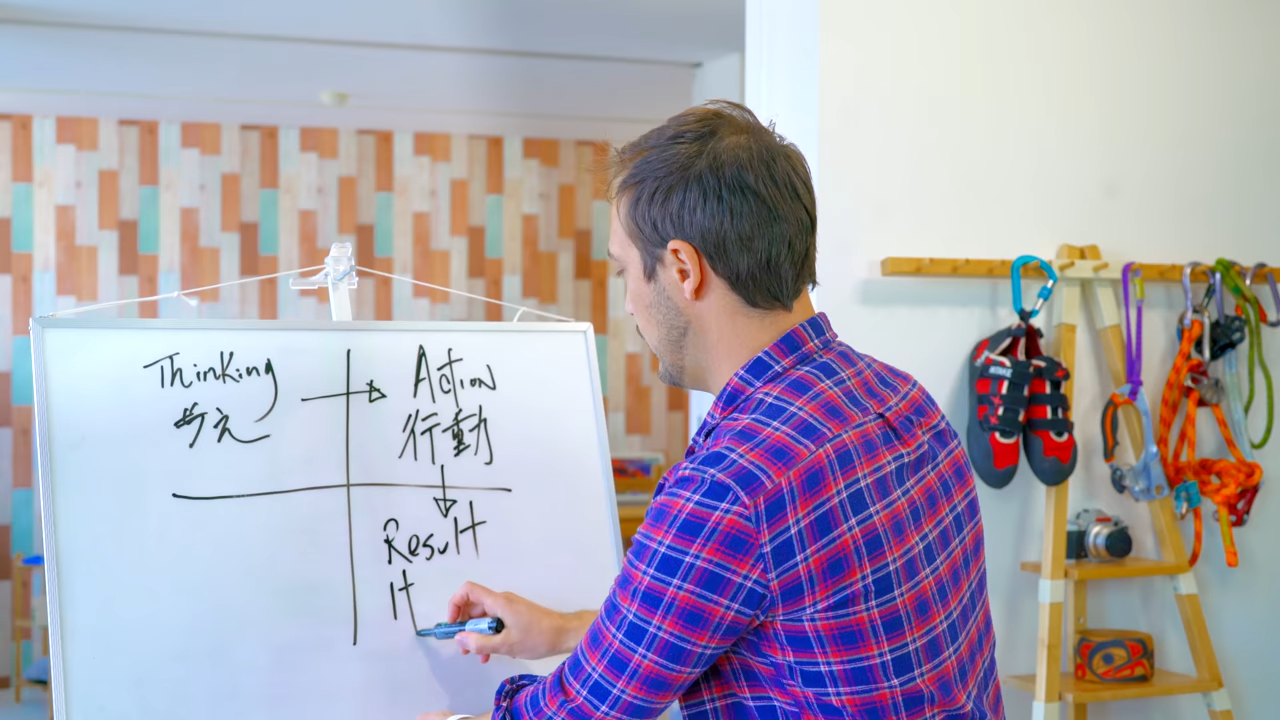 Thinking
考え
Action
行動
Result